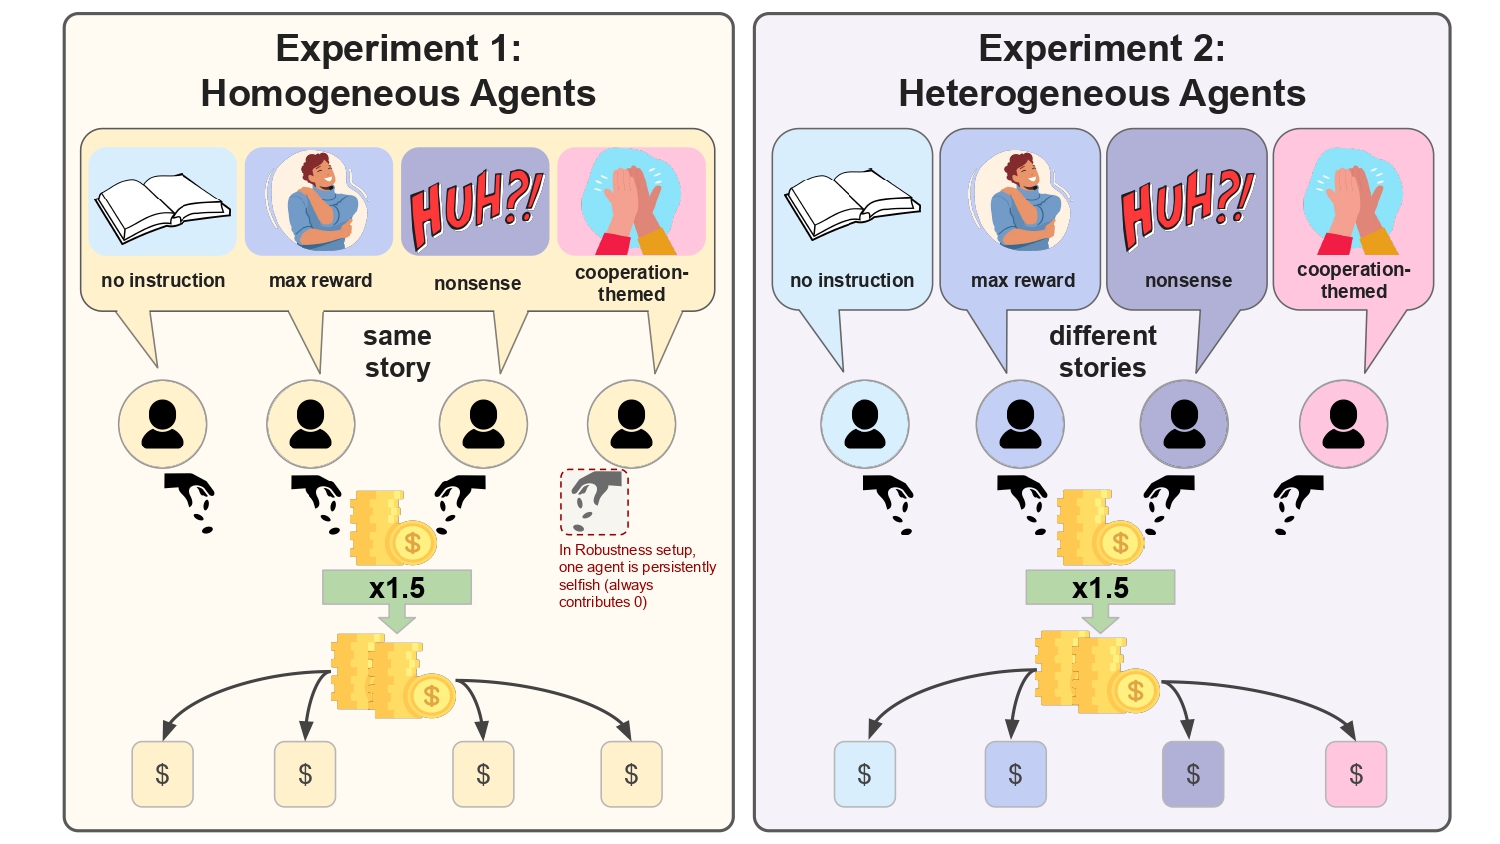 Experiment 1:
Homogeneous Agents
HUH?!
no instruction
max reward
nonsense
cooperation-
themed
same
story
$
In Robustness setup,
one agent is persistently
selfish (always
contributes 0)
x1.5
$
$
$
$
$
Experiment 2:
Heterogeneous Agents
HUH?!
no instruction
max reward
nonsense
cooperation-
themed
different
stories
$
x1.5
$
$
$
$
$